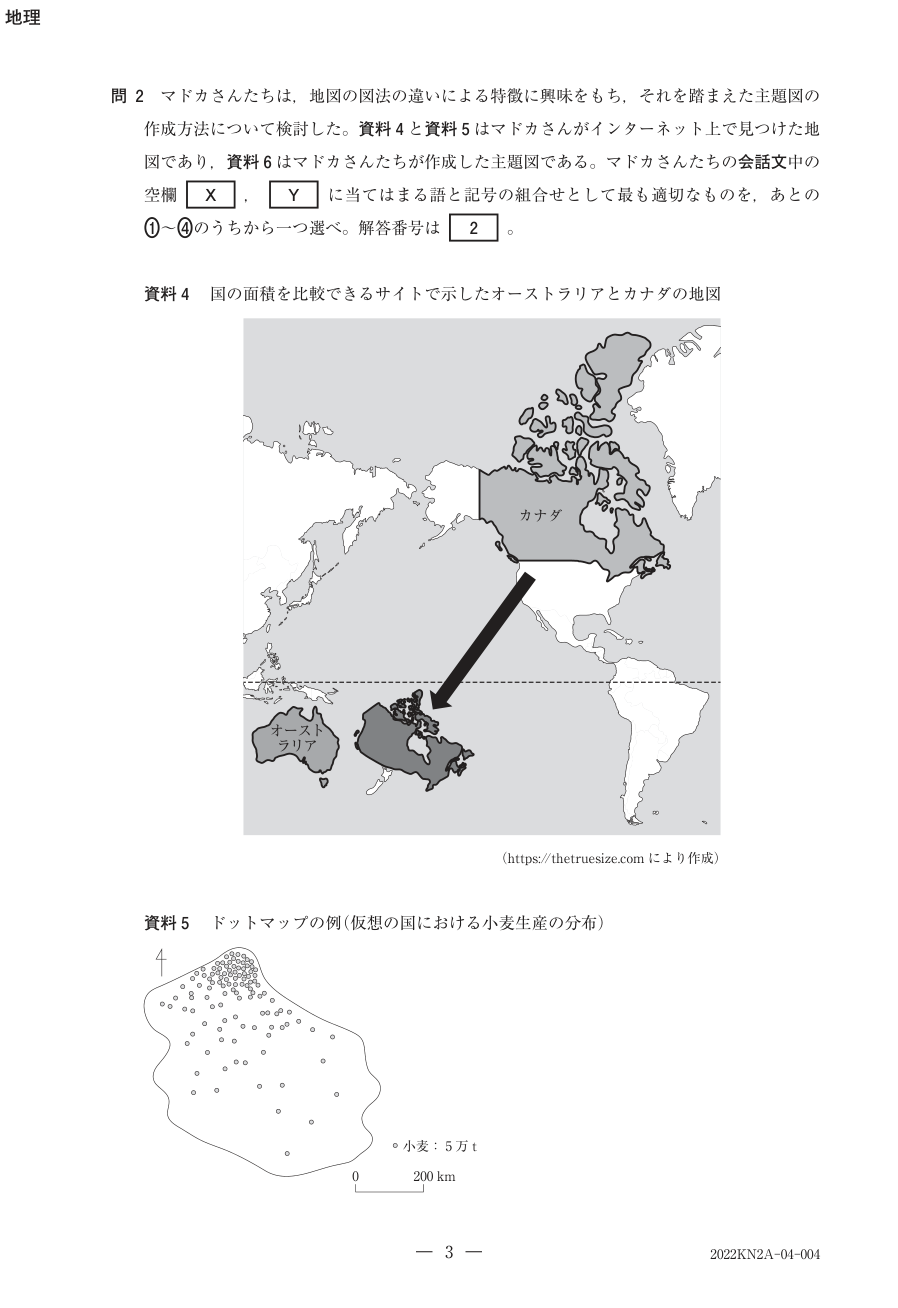 地理
問 2 マドカさんたちは，地図の図法の違いによる特徴に興味をもち，それを踏まえた主題図の
作成方法について検討した。資料4と資料5はマドカさんがインターネット上で見つけた地
図であり，資料6はマドカさんたちが作成した主題図である。マドカさんたちの会話文中の
空欄 X ， Y に当てはまる語と記号の組合せとして最も適切なものを，あとの
①～④のうちから一つ選べ。解答番号は 2 。
資料4 国の面積を比較できるサイトで示したオーストラリアとカナダの地図
カナダ
オースト
ラリア
（https://thetruesize.com により作成）
資料5 ドットマップの例（仮想の国における小麦生産の分布）
小麦：5万t
0 200 km
― 3 ―
2022KN2A-04-004